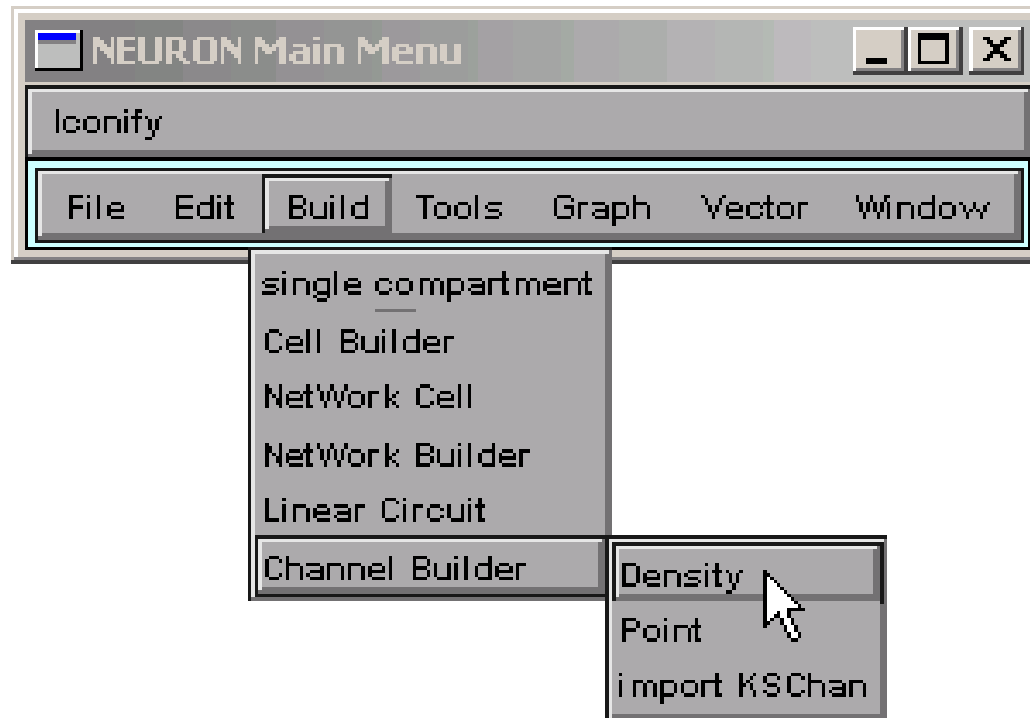 NEURON Main Menu
Iconify
File Edit Build Tools Graph Vector Window
single compartment
Cell Builder
NetWork Cell
NetWork Builder
Linear Circuit
Channel Builder
Density
Point
import KSChan